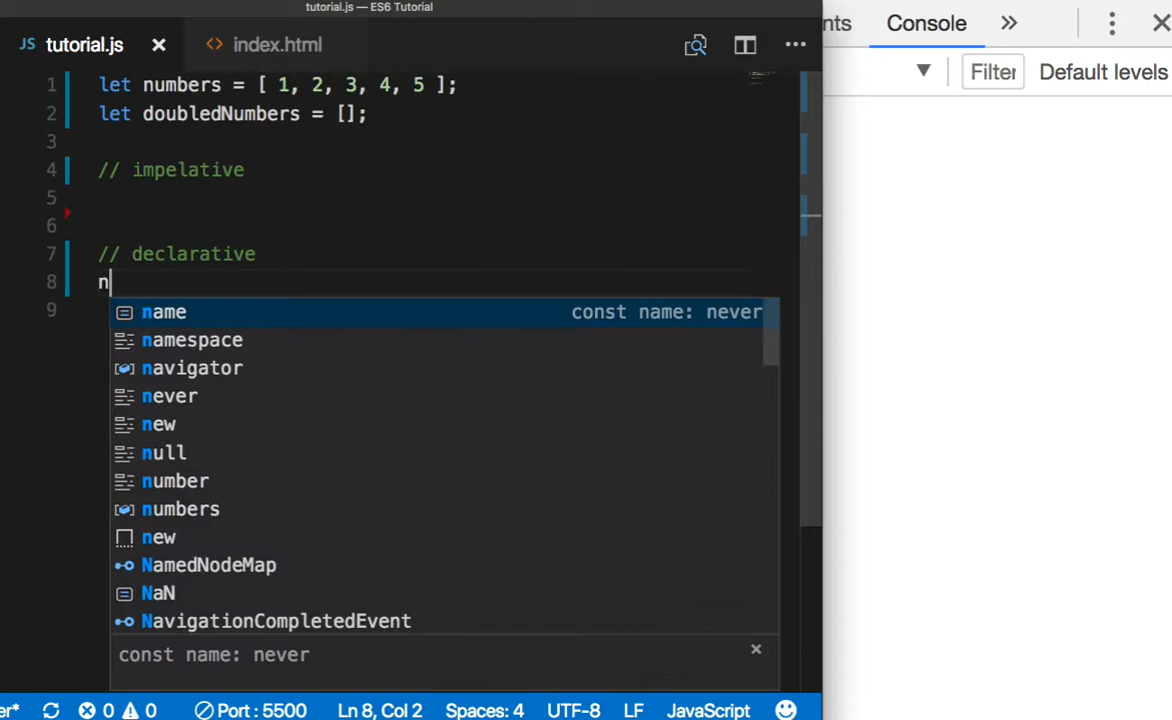 tutorial.js — ES6 Tutorial
JS tutorial.js × <> index.html ···
nts Console » ⋮ ×
▼ Filter Default levels
1 let numbers = [ 1, 2, 3, 4, 5 ];
2 let doubledNumbers = [];
3
4 // impelative
5
6
7 // declarative
8 n
9
name const name: never
namespace
navigator
never
new
null
number
numbers
new
NamedNodeMap
NaN
NavigationCompletedEvent
const name: never ×
er* 0 0 Port : 5500 Ln 8, Col 2 Spaces: 4 UTF-8 LF JavaScript